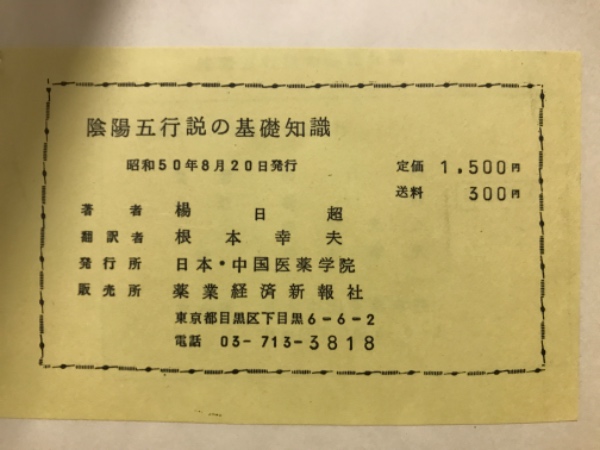 陰陽五行説の基礎知識
昭和50年8月20日発行
定価 1,500円
送料 300円
著者 楊日超
翻訳者 根本幸夫
発行所 日本・中国医薬学院
販売所 薬業経済新報社
東京都目黒区下目黒6-6-2
電話 03-713-3818